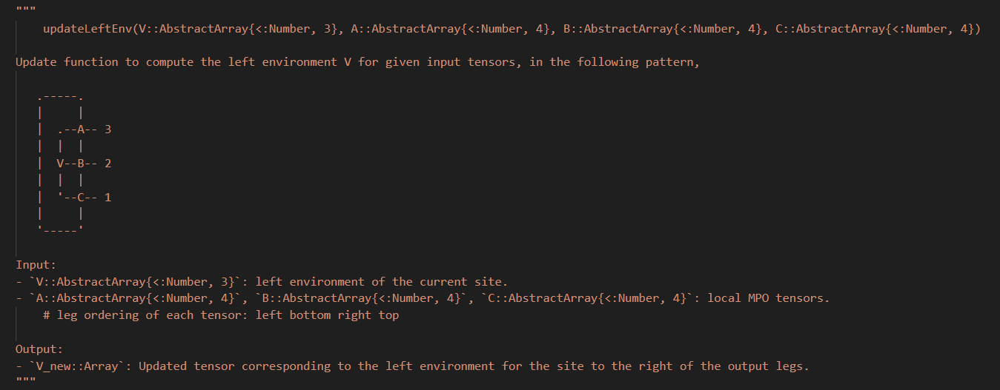 """
    updateLeftEnv(V::AbstractArray{<:Number, 3}, A::AbstractArray{<:Number, 4}, B::AbstractArray{<:Number, 4}, C::AbstractArray{<:Number, 4})
Update function to compute the left environment V for given input tensors, in the following pattern,
   .-----.
   |     |
   |  .--A-- 3
   |  |  |
   |  V--B-- 2
   |  |  |
   |  '--C-- 1
   |     |
   '-----'
Input:
- `V::AbstractArray{<:Number, 3}`: left environment of the current site.
- `A::AbstractArray{<:Number, 4}`, `B::AbstractArray{<:Number, 4}`, `C::AbstractArray{<:Number, 4}`: local MPO tensors.
    # leg ordering of each tensor: left bottom right top
Output:
- `V_new::Array`: Updated tensor corresponding to the left environment for the site to the right of the output legs.
"""